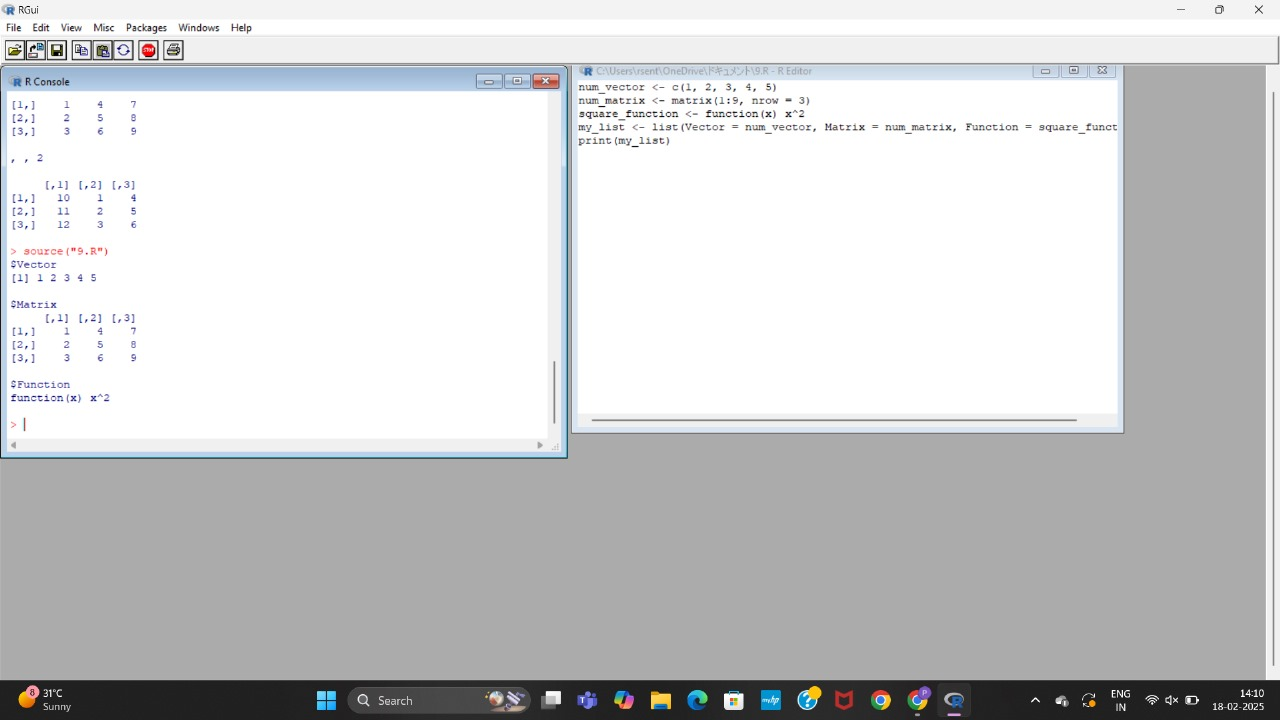 RGui
File Edit View Misc Packages Windows Help
R Console
[1,] 1 4 7
[2,] 2 5 8
[3,] 3 6 9
, , 2
[,1] [,2] [,3]
[1,] 10 1 4
[2,] 11 2 5
[3,] 12 3 6
> source("9.R")
$Vector
[1] 1 2 3 4 5
$Matrix
[,1] [,2] [,3]
[1,] 1 4 7
[2,] 2 5 8
[3,] 3 6 9
$Function
function(x) x^2
>
C:\Users\rsent\OneDrive\ドキュメント\9.R - R Editor
num_vector <- c(1, 2, 3, 4, 5)
num_matrix <- matrix(1:9, nrow = 3)
square_function <- function(x) x^2
my_list <- list(Vector = num_vector, Matrix = num_matrix, Function = square_funct
print(my_list)
8
31°C
Sunny
Search
ENG
IN
14:10
18-02-2025